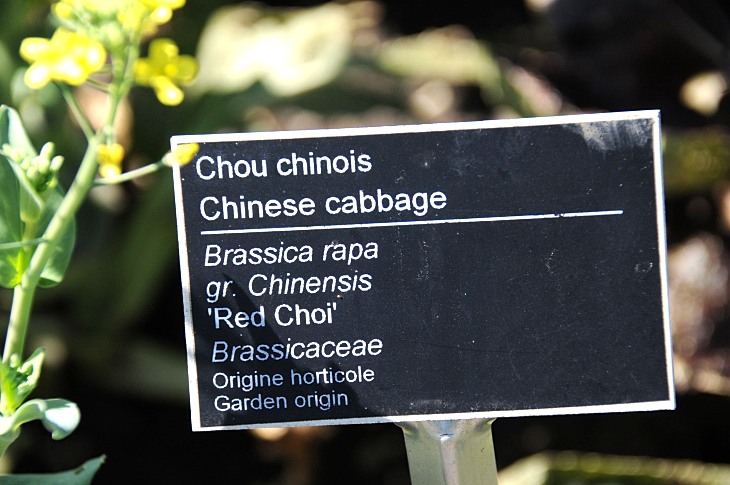 Chou chinois
Chinese cabbage
Brassica rapa
gr. Chinensis
'Red Choi'
Brassicaceae
Origine horticole
Garden origin